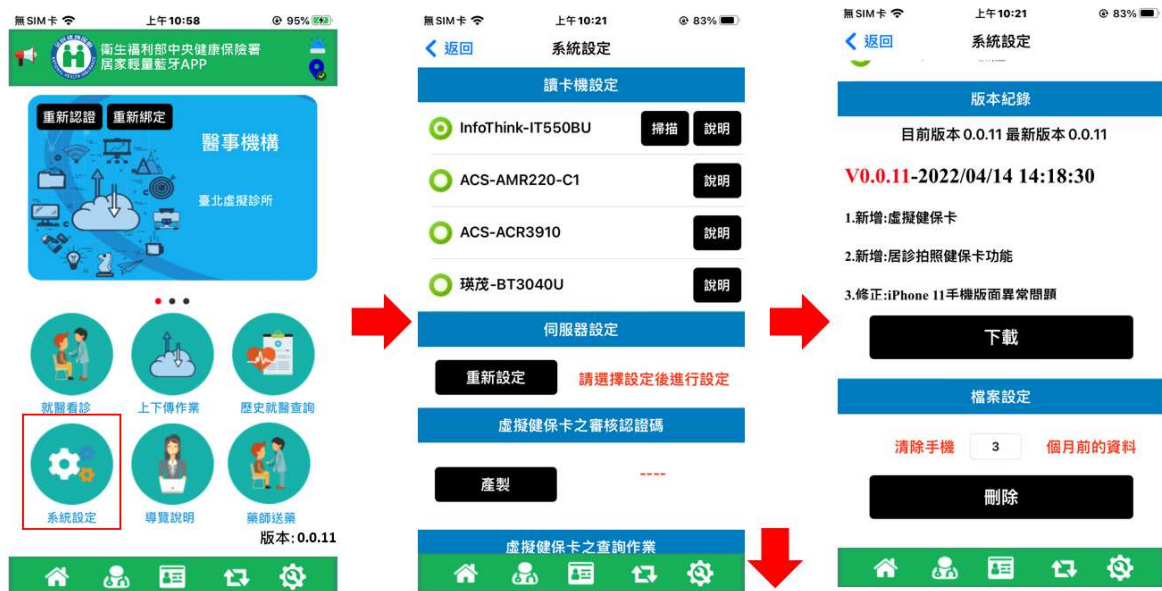 無SIM卡 上午10:58 95%
衛生福利部中央健康保險署
居家輕量藍牙APP
重新認證 重新綁定
醫事機構
臺北虛擬診所
就醫看診 上下傳作業 歷史就醫查詢
系統設定 導覽說明 藥師送藥
版本: 0.0.11
無SIM卡 上午10:21 83%
返回 系統設定
讀卡機設定
InfoThink-IT550BU 掃描 說明
ACS-AMR220-C1 說明
ACS-ACR3910 說明
瑛茂-BT3040U 說明
伺服器設定
重新設定 請選擇設定後進行設定
虛擬健保卡之審核認證碼
產製 ----
虛擬健保卡之查詢作業
無SIM卡 上午10:21 83%
返回 系統設定
版本紀錄
目前版本 0.0.11 最新版本 0.0.11
V0.0.11-2022/04/14 14:18:30
1.新增:虛擬健保卡
2.新增:居診拍照健保卡功能
3.修正:iPhone 11手機版面異常問題
下載
檔案設定
清除手機 3 個月前的資料
刪除